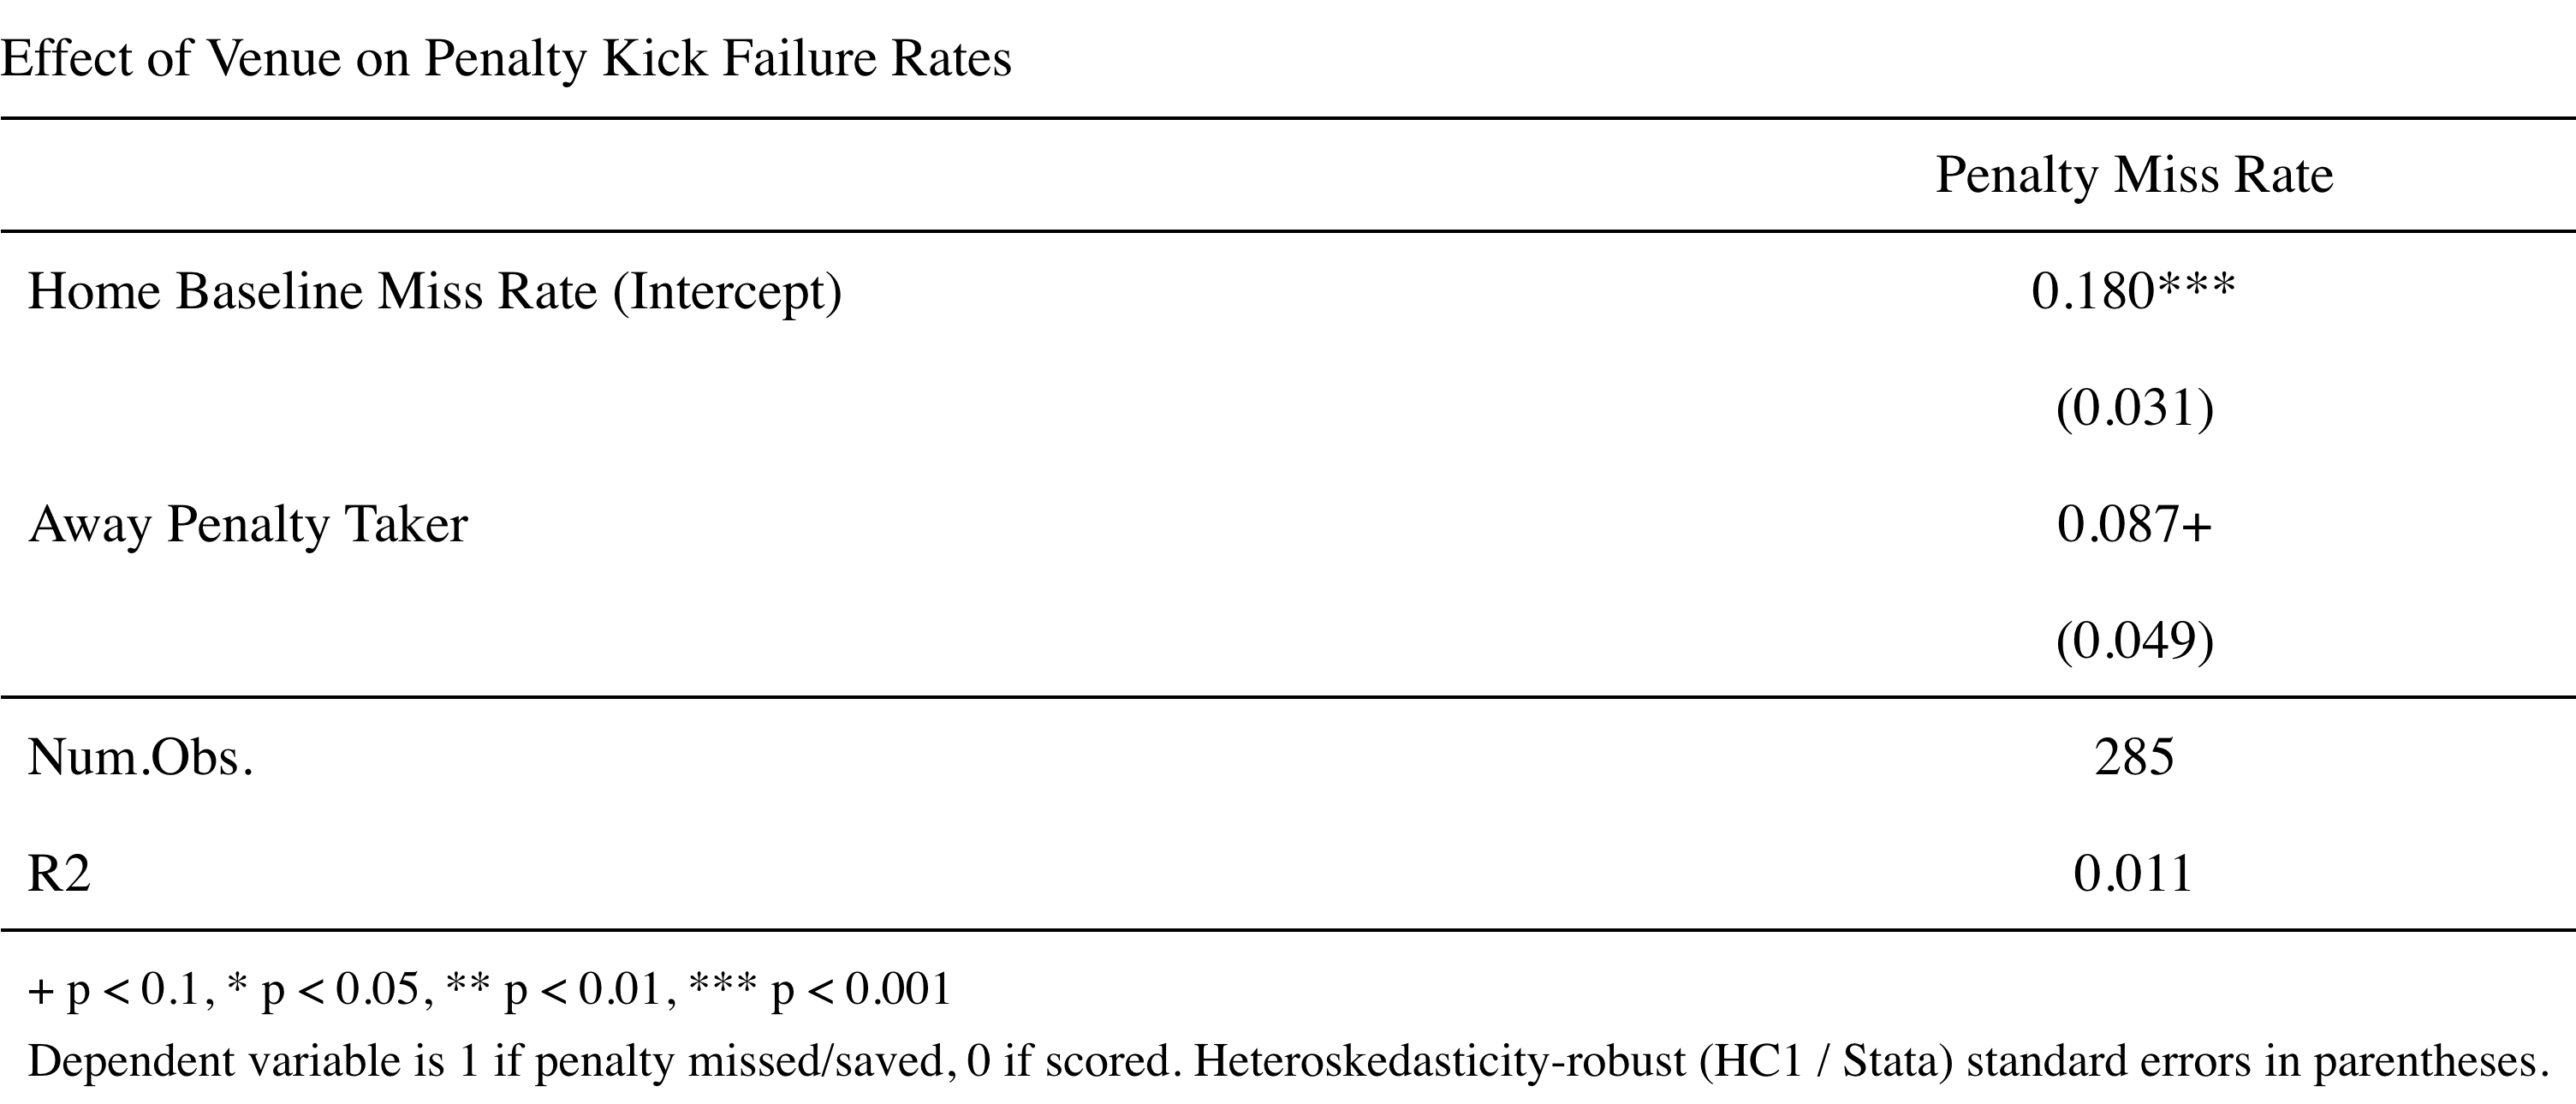 Effect of Venue on Penalty Kick Failure Rates
Penalty Miss Rate
Home Baseline Miss Rate (Intercept) 0.180***
(0.031)
Away Penalty Taker 0.087+
(0.049)
Num.Obs. 285
R2 0.011
+ p < 0.1, * p < 0.05, ** p < 0.01, *** p < 0.001
Dependent variable is 1 if penalty missed/saved, 0 if scored. Heteroskedasticity-robust (HC1 / Stata) standard errors in parentheses.